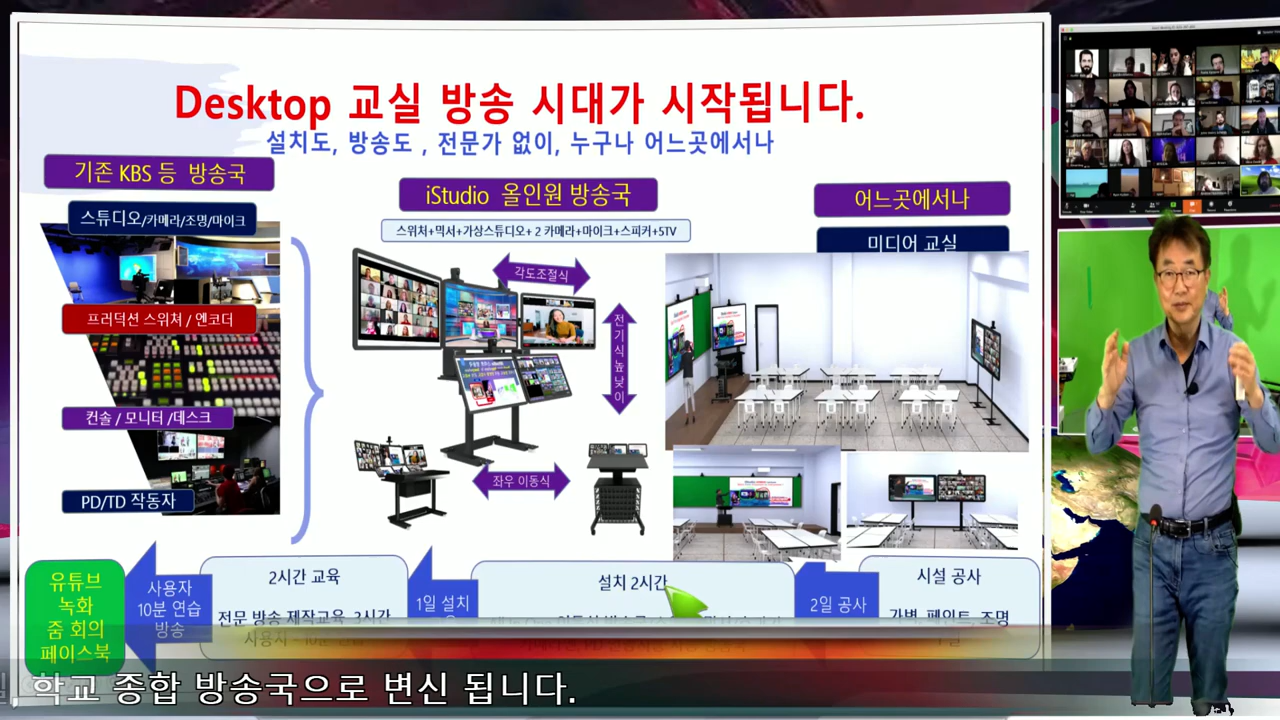 Desktop 교실 방송 시대가 시작됩니다.
설치도, 방송도 , 전문가 없이, 누구나 어느곳에서나
기존 KBS 등 방송국
스튜디오/카메라/조명/마이크
프러덕션 스위쳐 / 엔코더
컨솔 / 모니터 /데스크
PD/TD 작동자
iStudio 올인원 방송국
스위처+믹서+가상스튜디오+ 2 카메라+마이크+스피커+5TV
각도조절식
전기식높낮이
좌우 이동식
어느곳에서나
미디어 교실
유튜브
녹화
줌 회의
페이스북
사용자
10분 연습
방송
2시간 교육
전문 방송 제작교육 3시간
사용자
1일 설치
설치 2시간
2일 공사
시설 공사
가벽, 페인트, 조명
, 학교 종합 방송국으로 변신 됩니다.